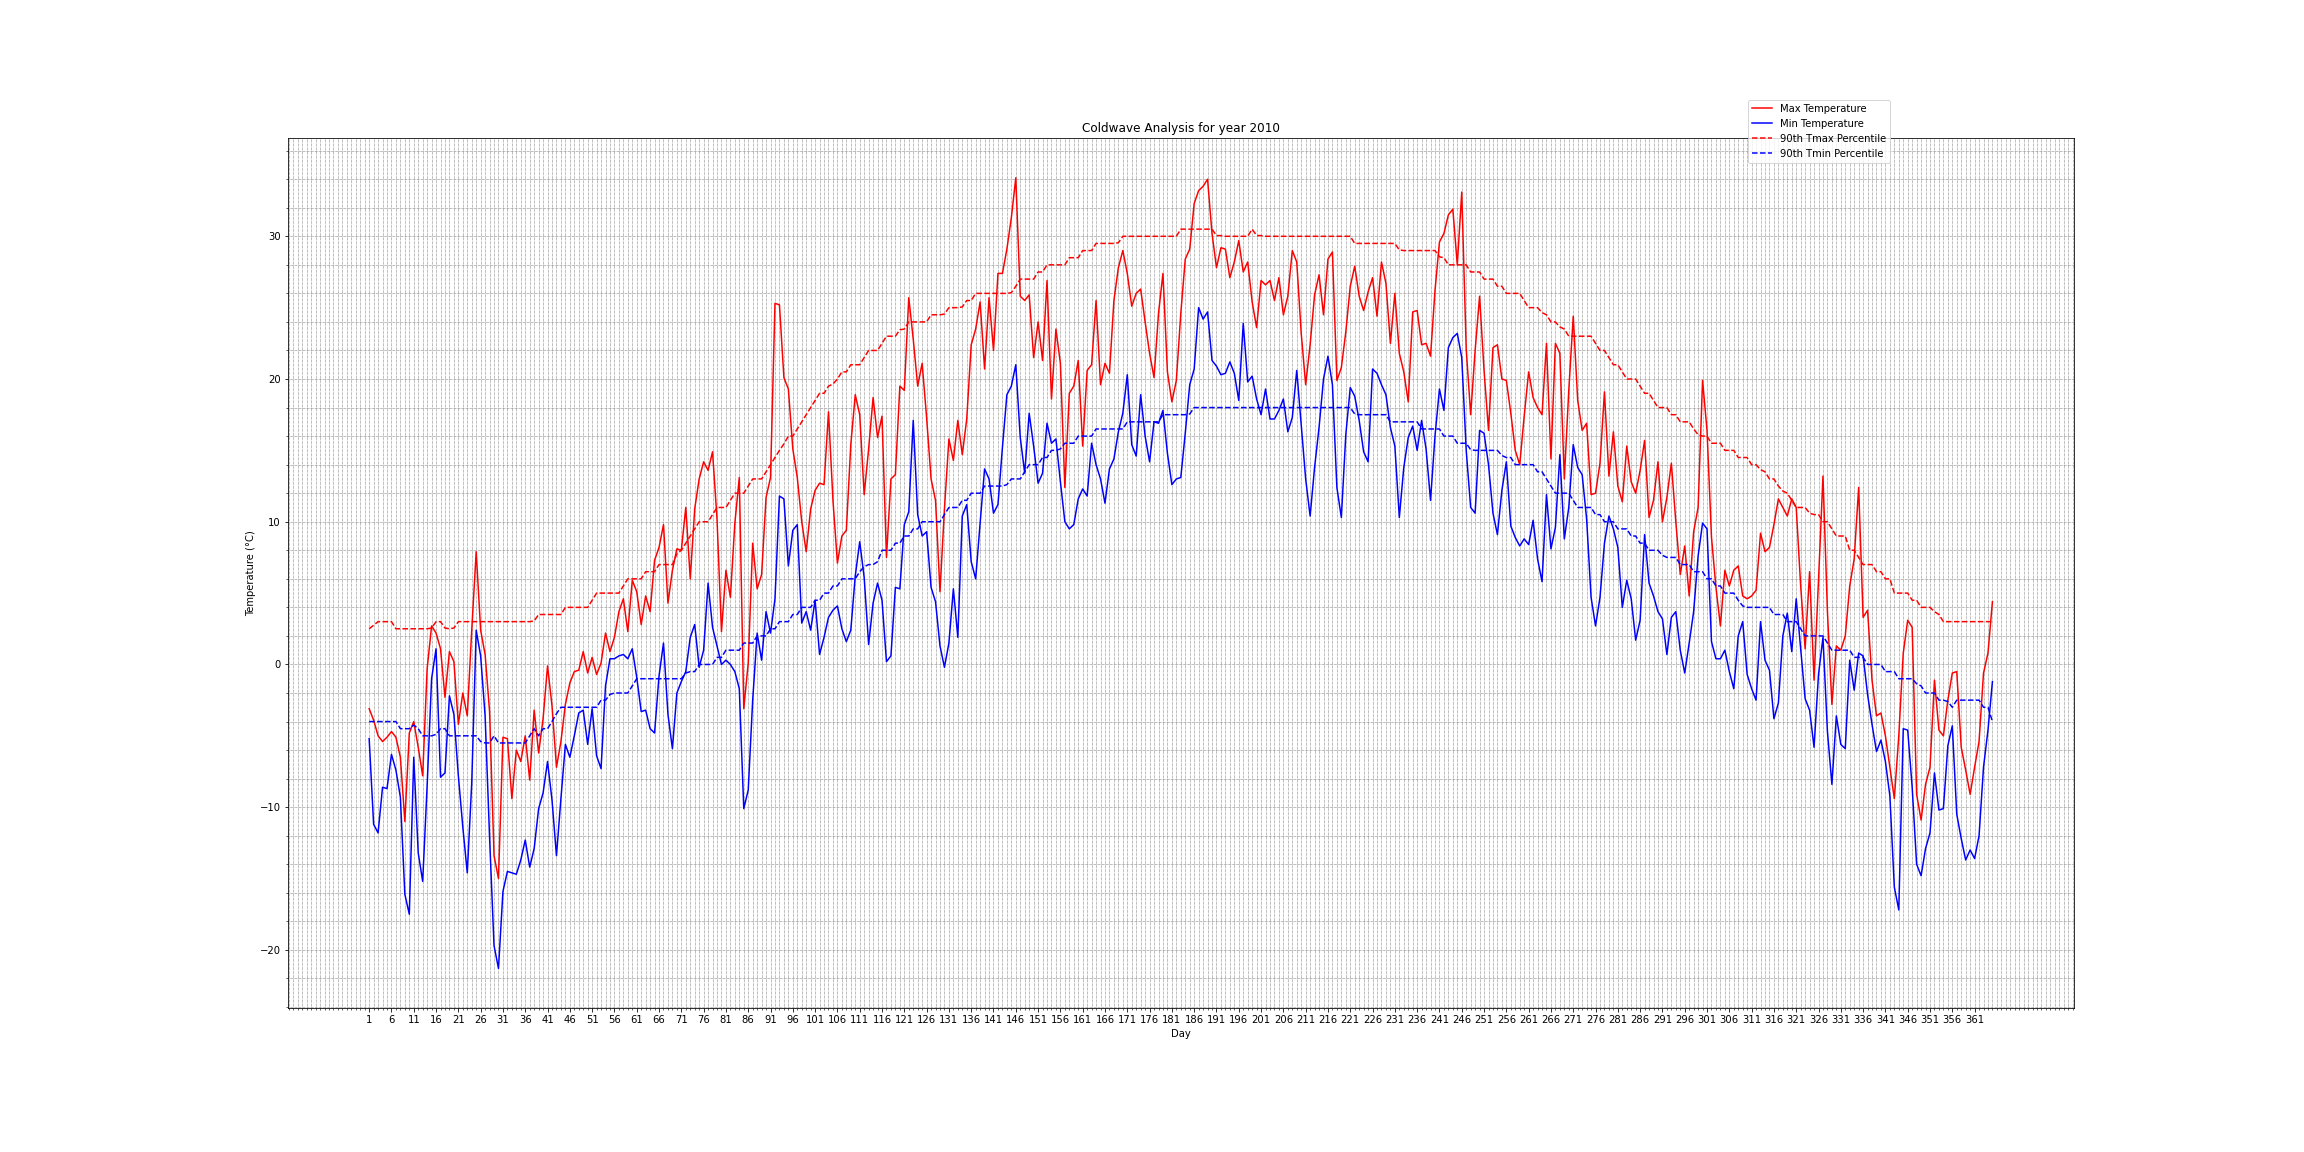 Coldwave Analysis for year 2010
Max Temperature
Min Temperature
90th Tmax Percentile
90th Tmin Percentile
Temperature (°C)
30
20
10
0
−10
−20
1 6 11 16 21 26 31 36 41 46 51 56 61 66 71 76 81 86 91 96 101 106 111 116 121 126 131 136 141 146 151 156 161 166 171 176 181 186 191 196 201 206 211 216 221 226 231 236 241 246 251 256 261 266 271 276 281 286 291 296 301 306 311 316 321 326 331 336 341 346 351 356 361
Day